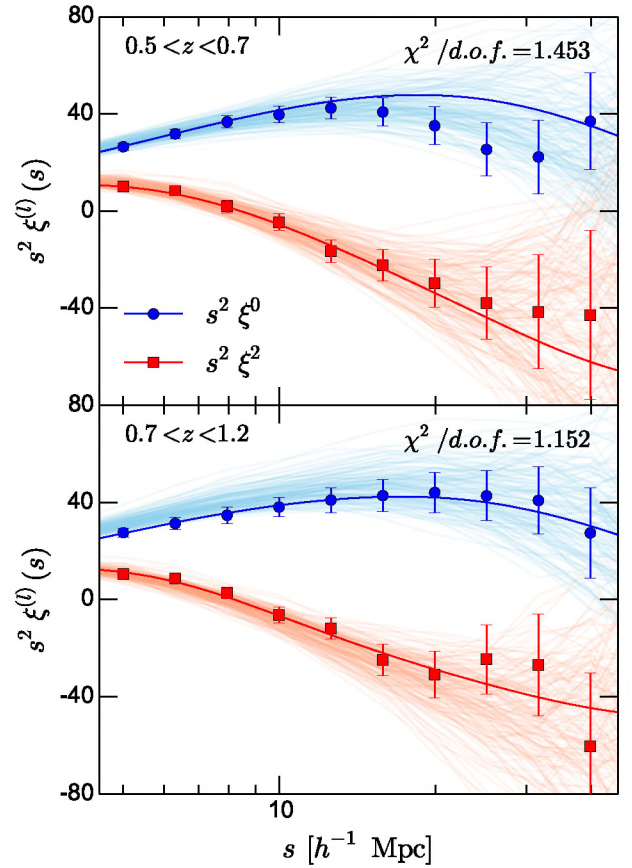 0.5 < z < 0.7
χ² /d.o.f. = 1.453
80
40
0
-40
80
s² ξ⁽ˡ⁾(s)
s² ξ⁰
s² ξ²
0.7 < z < 1.2
χ² /d.o.f. = 1.152
40
0
-40
-80
s² ξ⁽ˡ⁾(s)
10
s [h⁻¹ Mpc]